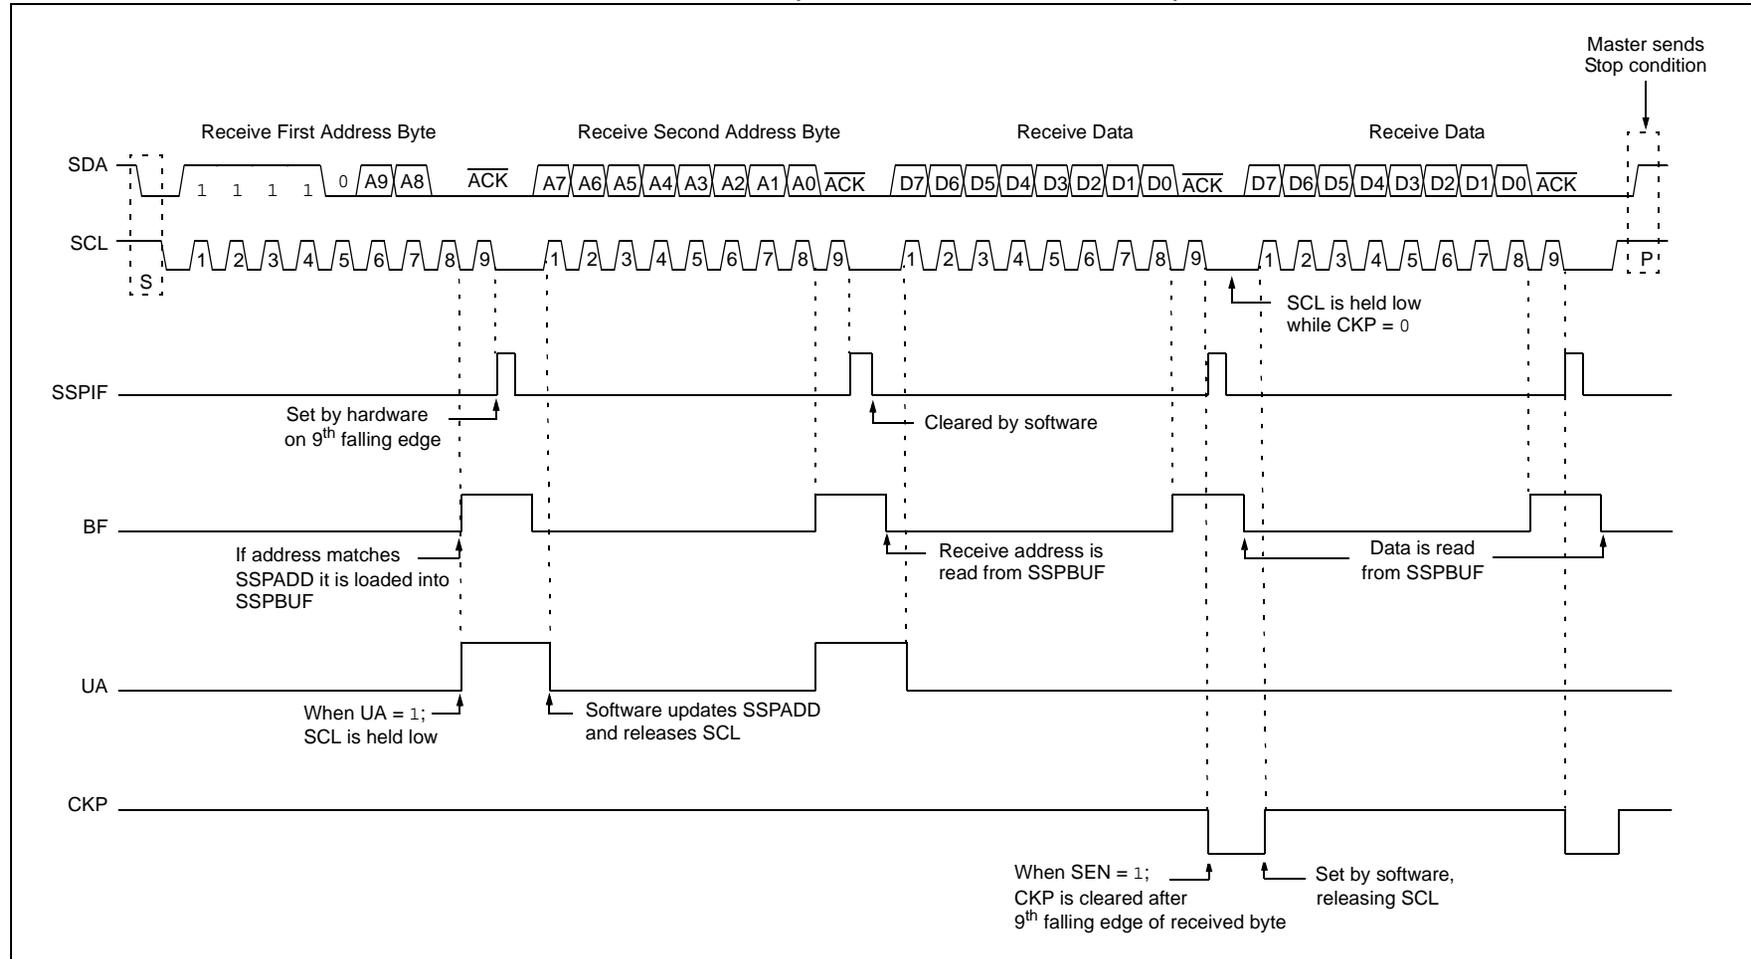 Master sends
Stop condition
Receive First Address Byte
Receive Second Address Byte
Receive Data
Receive Data
SDA
1 1 1 1 0 A9 A8 ACK A7 A6 A5 A4 A3 A2 A1 A0 ACK D7 D6 D5 D4 D3 D2 D1 D0 ACK D7 D6 D5 D4 D3 D2 D1 D0 ACK
SCL
S 1 2 3 4 5 6 7 8 9 1 2 3 4 5 6 7 8 9 1 2 3 4 5 6 7 8 9 1 2 3 4 5 6 7 8 9 P
SCL is held low
while CKP = 0
SSPIF
Set by hardware
on 9th falling edge
Cleared by software
BF
If address matches
SSPADD it is loaded into
SSPBUF
Receive address is
read from SSPBUF
Data is read
from SSPBUF
UA
When UA = 1;
SCL is held low
Software updates SSPADD
and releases SCL
CKP
When SEN = 1;
CKP is cleared after
9th falling edge of received byte
Set by software,
releasing SCL